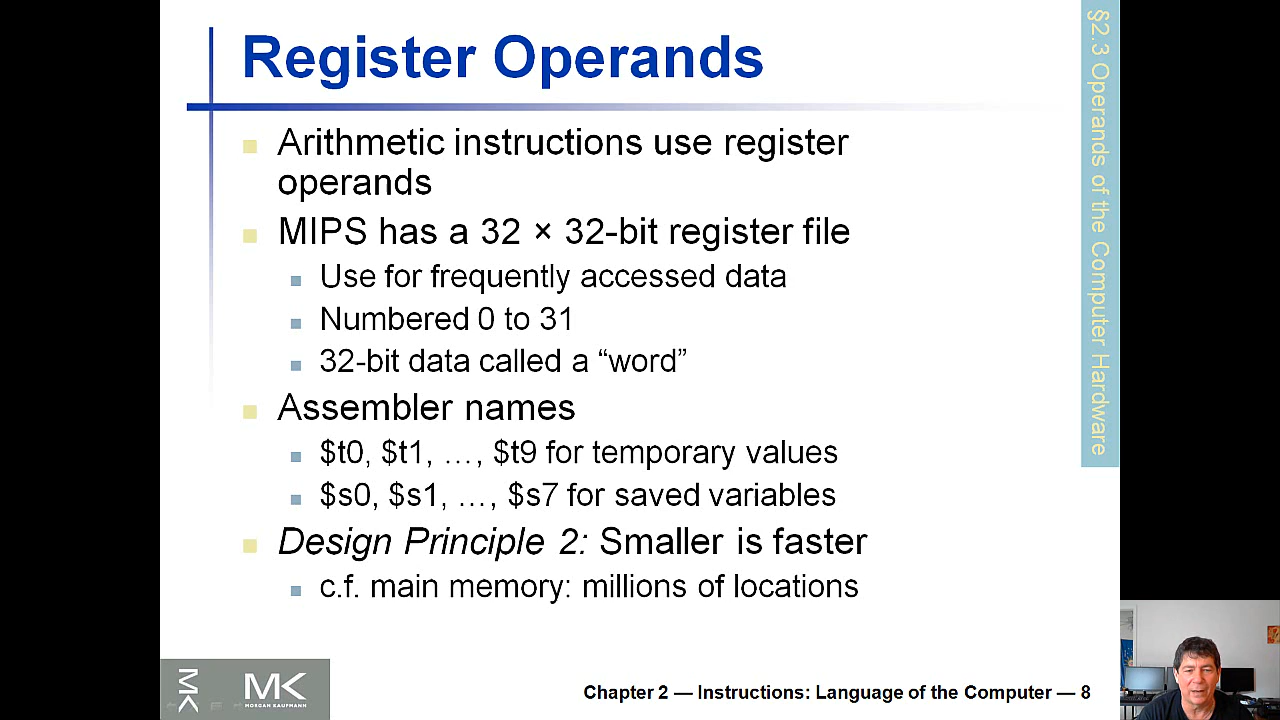 Register Operands
Arithmetic instructions use register
operands
MIPS has a 32 × 32-bit register file
Use for frequently accessed data
Numbered 0 to 31
32-bit data called a “word”
Assembler names
$t0, $t1, …, $t9 for temporary values
$s0, $s1, …, $s7 for saved variables
Design Principle 2: Smaller is faster
c.f. main memory: millions of locations
§2.3 Operands of the Computer Hardware
MK
MK
MORGAN KAUFMANN
Chapter 2 — Instructions: Language of the Computer — 8